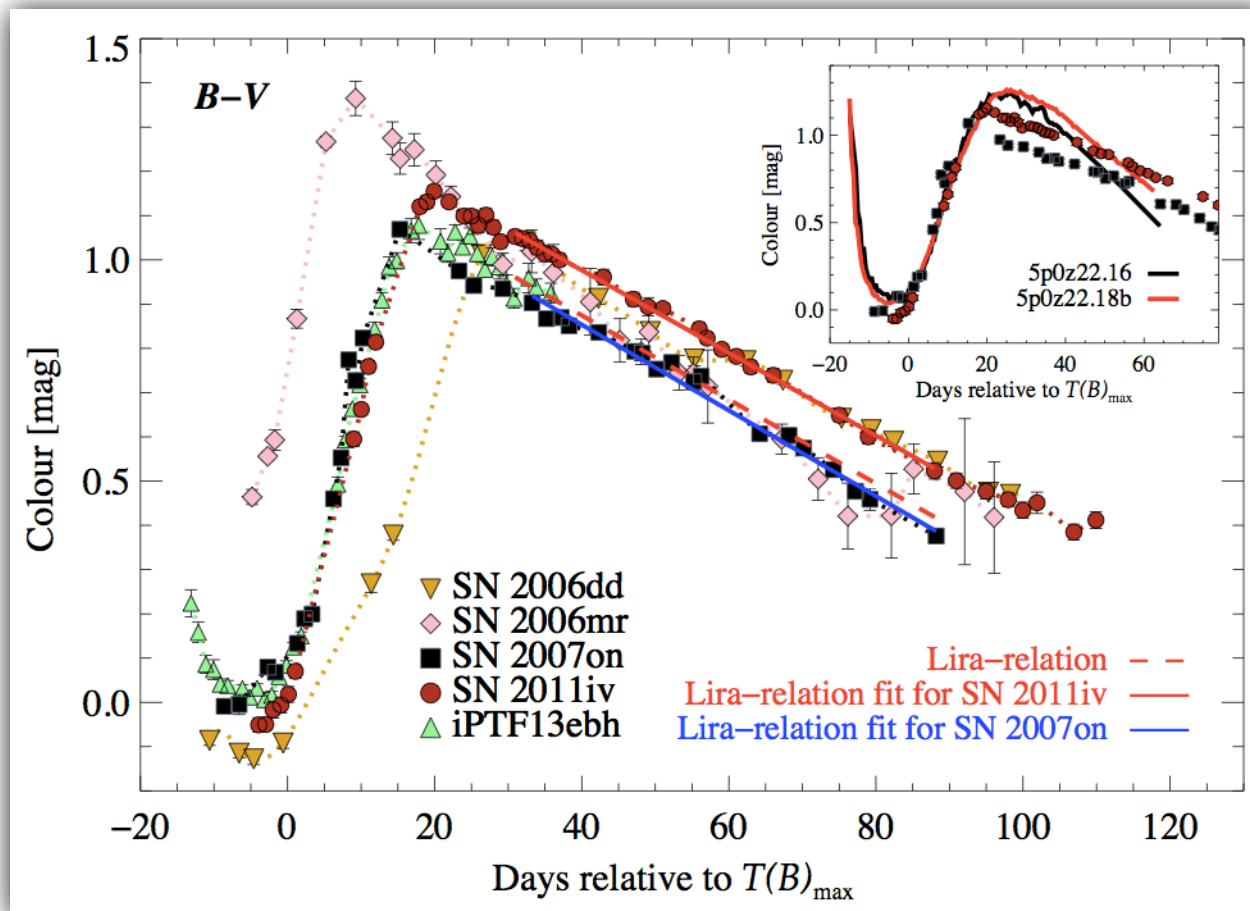 B−V
Colour [mag]
1.5
1.0
0.5
0.0
−20
0
20
40
60
80
100
120
Days relative to T(B)max
SN 2006dd
SN 2006mr
SN 2007on
SN 2011iv
iPTF13ebh
Lira−relation
Lira−relation fit for SN 2011iv
Lira−relation fit for SN 2007on
Colour [mag]
1.0
0.5
0.0
−20
0
20
40
60
Days relative to T(B)max
5p0z22.16
5p0z22.18b